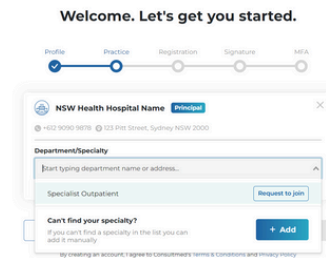 Welcome. Let's get you started.
Profile Practice Registration Signature MFA
NSW Health Hospital Name Principal
+612 9090 9878 123 Pitt Street, Sydney NSW 2000
Department/Specialty
Start typing department name or address...
Specialist Outpatient Request to join
Can't find your specialty?
If you can't find a specialty in the list you can
add it manually
+ Add
By creating an account, I agree to Consultmed's Terms & Conditions and Privacy Policy